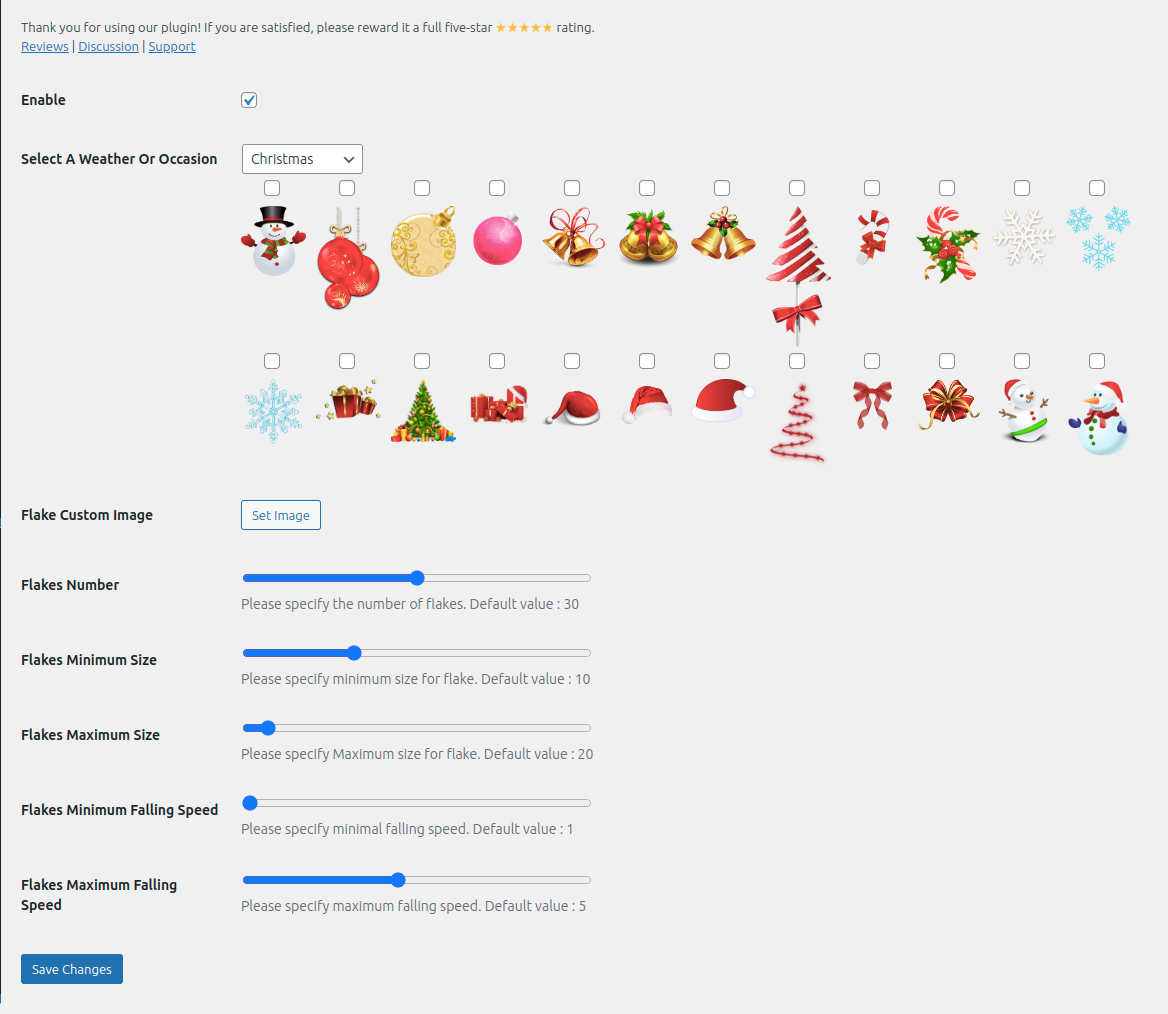 Thank you for using our plugin! If you are satisfied, please reward it a full five-star ★★★★★ rating.
Reviews | Discussion | Support
Enable
Select A Weather Or Occasion
Christmas
Flake Custom Image
Set Image
Flakes Number
Please specify the number of flakes. Default value : 30
Flakes Minimum Size
Please specify minimum size for flake. Default value : 10
Flakes Maximum Size
Please specify Maximum size for flake. Default value : 20
Flakes Minimum Falling Speed
Please specify minimal falling speed. Default value : 1
Flakes Maximum Falling
Speed
Please specify maximum falling speed. Default value : 5
Save Changes